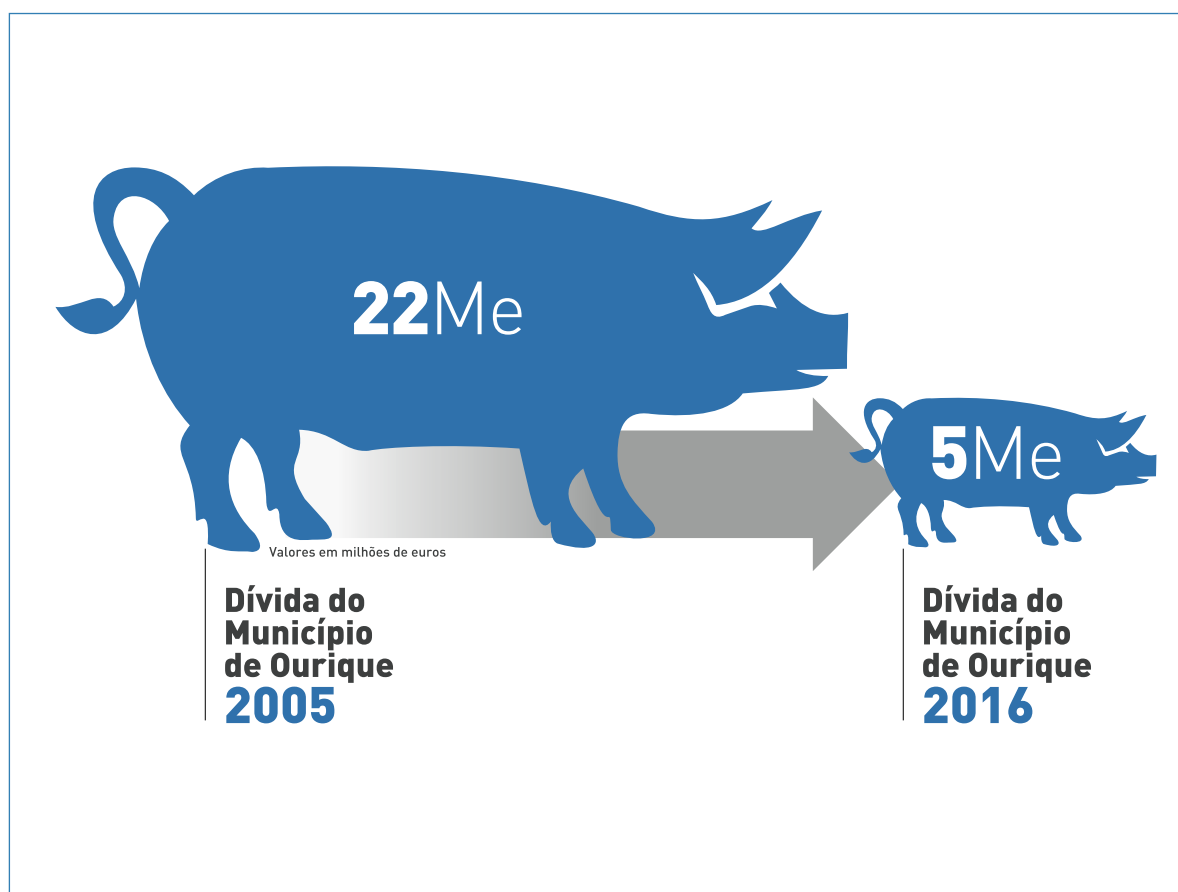 22Me
5Me
Valores em milhões de euros
Dívida do
Município
de Ourique
2005
Dívida do
Município
de Ourique
2016